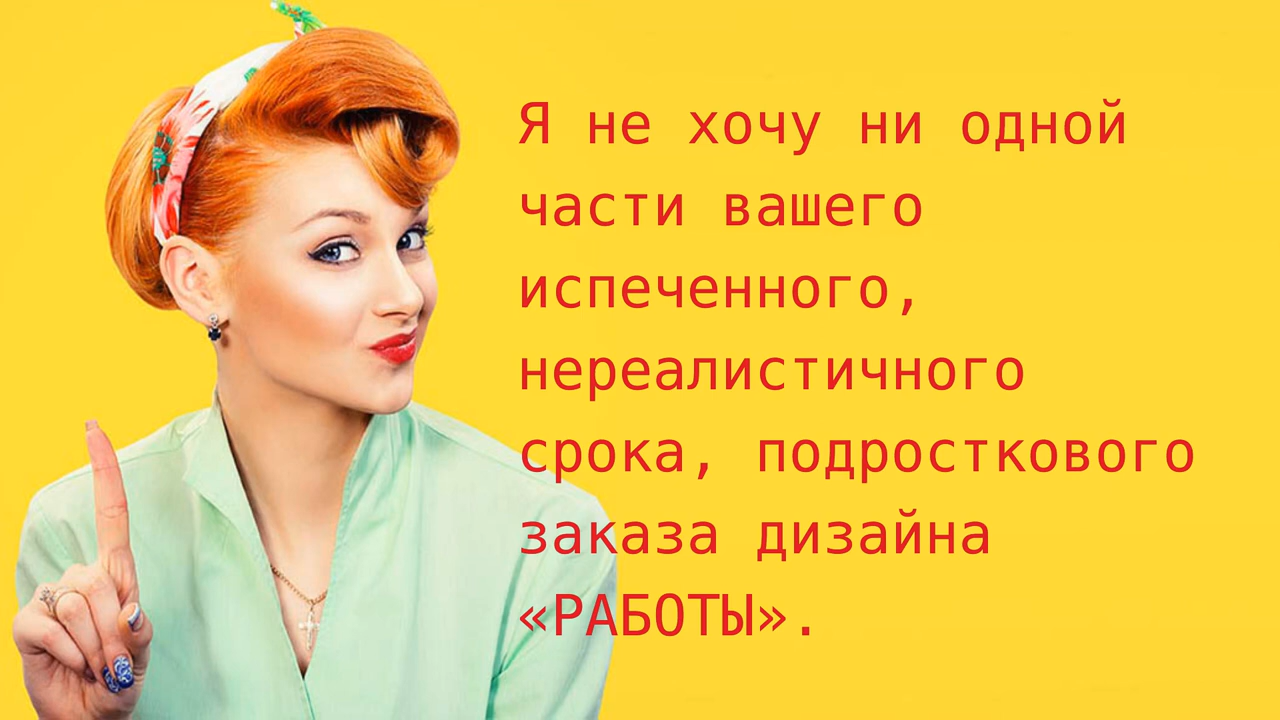 Я не хочу ни одной
части вашего
испеченного,
нереалистичного
срока, подросткового
заказа дизайна
«РАБОТЫ».